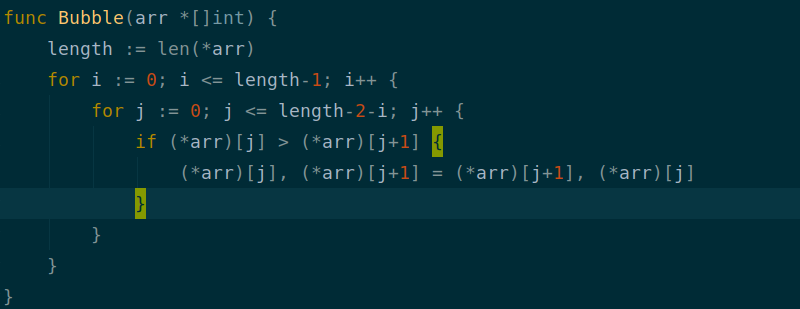 func Bubble(arr *[]int) {
    length := len(*arr)
    for i := 0; i <= length-1; i++ {
        for j := 0; j <= length-2-i; j++ {
            if (*arr)[j] > (*arr)[j+1] {
                (*arr)[j], (*arr)[j+1] = (*arr)[j+1], (*arr)[j]
            }
        }
    }
}